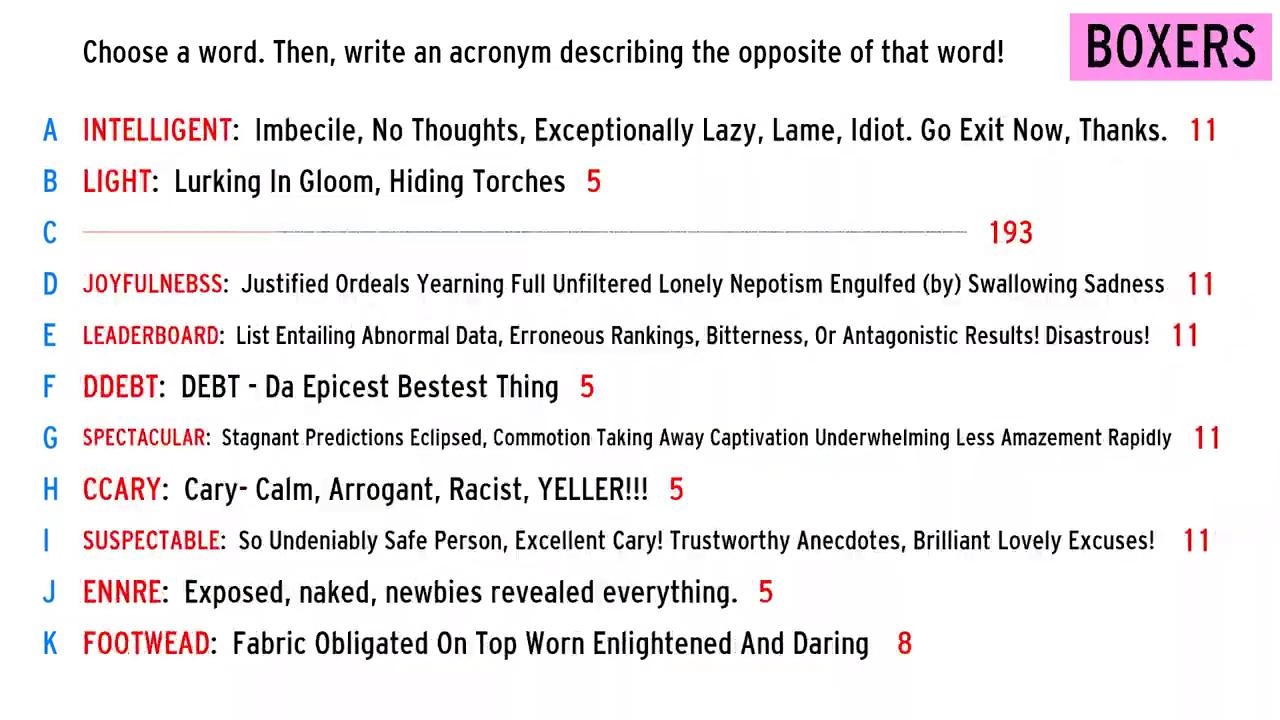 Choose a word. Then, write an acronym describing the opposite of that word!
BOXERS
A INTELLIGENT: Imbecile, No Thoughts, Exceptionally Lazy, Lame, Idiot. Go Exit Now, Thanks. 11
B LIGHT: Lurking In Gloom, Hiding Torches 5
C 193
D JOYFULNEBSS: Justified Ordeals Yearning Full Unfiltered Lonely Nepotism Engulfed (by) Swallowing Sadness 11
E LEADERBOARD: List Entailing Abnormal Data, Erroneous Rankings, Bitterness, Or Antagonistic Results! Disastrous! 11
F DDEBT: DEBT - Da Epicest Bestest Thing 5
G SPECTACULAR: Stagnant Predictions Eclipsed, Commotion Taking Away Captivation Underwhelming Less Amazement Rapidly 11
H CCARY: Cary- Calm, Arrogant, Racist, YELLER!!! 5
I SUSPECTABLE: So Undeniably Safe Person, Excellent Cary! Trustworthy Anecdotes, Brilliant Lovely Excuses! 11
J ENNRE: Exposed, naked, newbies revealed everything. 5
K FOOTWEAD: Fabric Obligated On Top Worn Enlightened And Daring 8